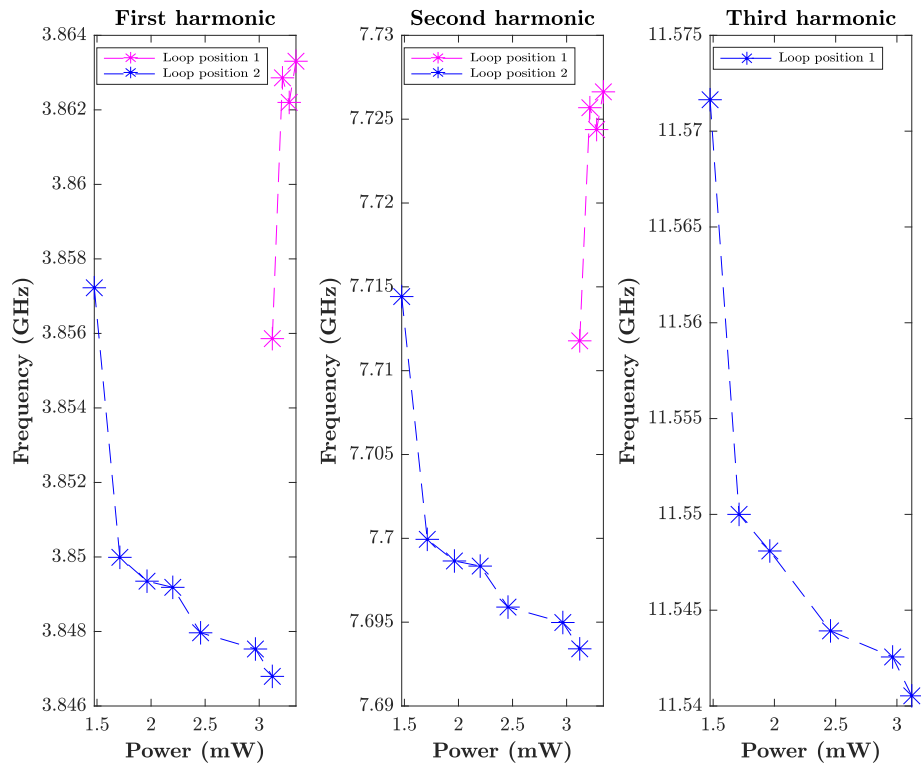 First harmonic
3.864
3.862
3.86
3.858
3.856
3.854
3.852
3.85
3.848
3.846
Frequency (GHz)
Loop position 1
Loop position 2
1.5 2 2.5 3
Power (mW)
Second harmonic
7.73
7.725
7.72
7.715
7.71
7.705
7.7
7.695
7.69
Frequency (GHz)
Loop position 1
Loop position 2
1.5 2 2.5 3
Power (mW)
Third harmonic
11.575
11.57
11.565
11.56
11.555
11.55
11.545
11.54
Frequency (GHz)
Loop position 1
1.5 2 2.5 3
Power (mW)